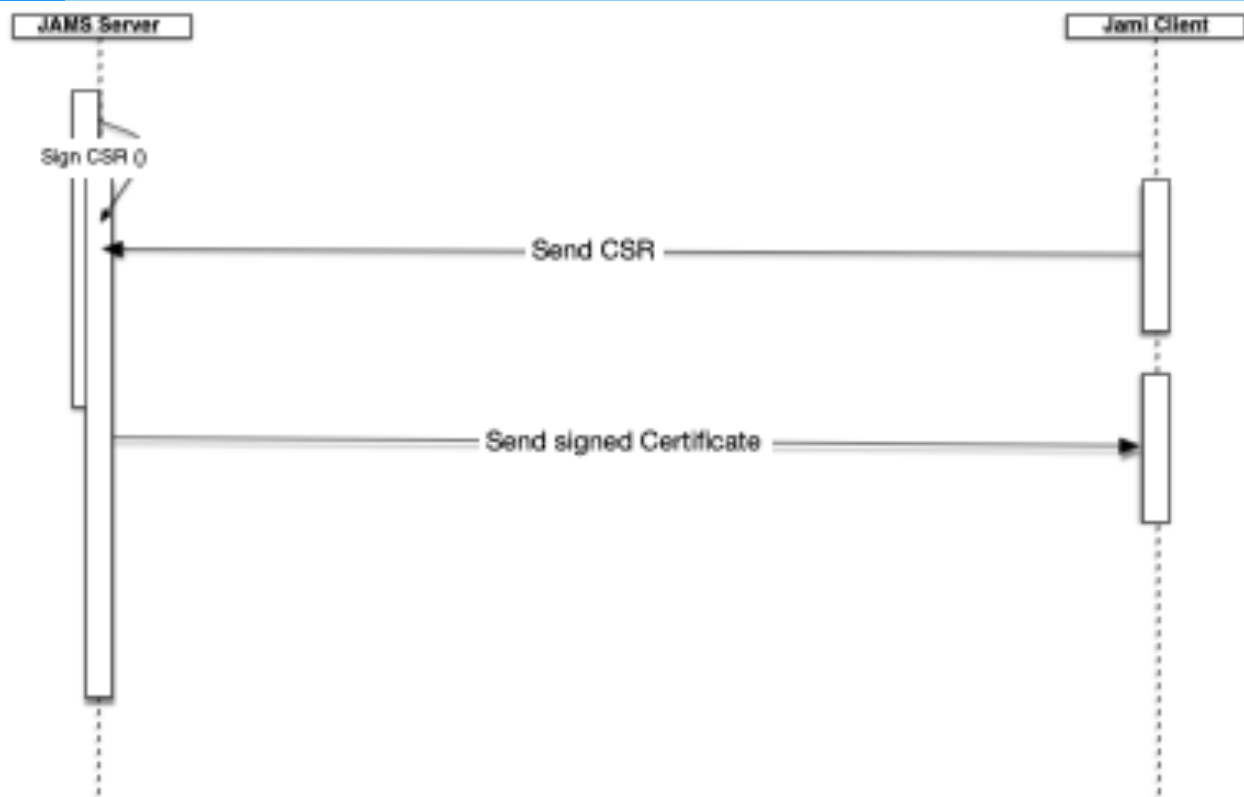 JAMS Server
Jami Client
Sign CSR ()
Send CSR
Send signed Certificate